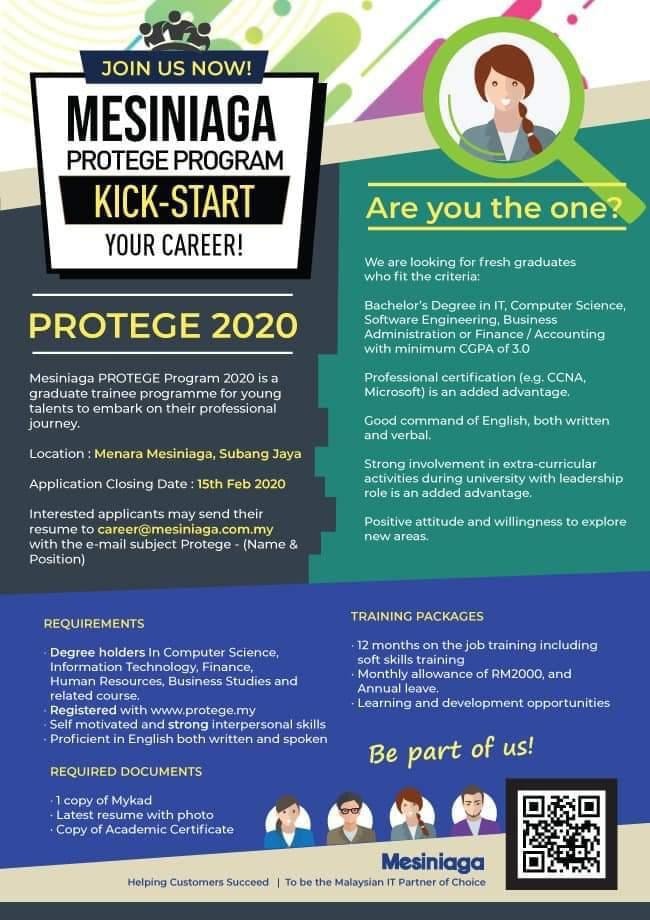 JOIN US NOW!
MESINIAGA
PROTEGE PROGRAM
KICK-START
YOUR CAREER!
PROTEGE 2020
Mesiniaga PROTEGE Program 2020 is a
graduate trainee programme for young
talents to embark on their professional
journey.
Location : Menara Mesiniaga, Subang Jaya
Application Closing Date : 15th Feb 2020
Interested applicants may send their
resume to career@mesiniaga.com.my
with the e-mail subject Protege - (Name &
Position)
Are you the one?
We are looking for fresh graduates
who fit the criteria:
Bachelor's Degree in IT, Computer Science,
Software Engineering, Business
Administration or Finance / Accounting
with minimum CGPA of 3.0
Professional certification (e.g. CCNA,
Microsoft) is an added advantage.
Good command of English, both written
and verbal.
Strong involvement in extra-curricular
activities during university with leadership
role is an added advantage.
Positive attitude and willingness to explore
new areas.
REQUIREMENTS
· Degree holders In Computer Science,
Information Technology, Finance,
Human Resources, Business Studies and
related course.
· Registered with www.protege.my
· Self motivated and strong interpersonal skills
· Proficient in English both written and spoken
REQUIRED DOCUMENTS
· 1 copy of Mykad
· Latest resume with photo
· Copy of Academic Certificate
TRAINING PACKAGES
· 12 months on the job training including
soft skills training
· Monthly allowance of RM2000, and
Annual leave.
· Learning and development opportunities
Be part of us!
Mesiniaga
Helping Customers Succeed | To be the Malaysian IT Partner of Choice